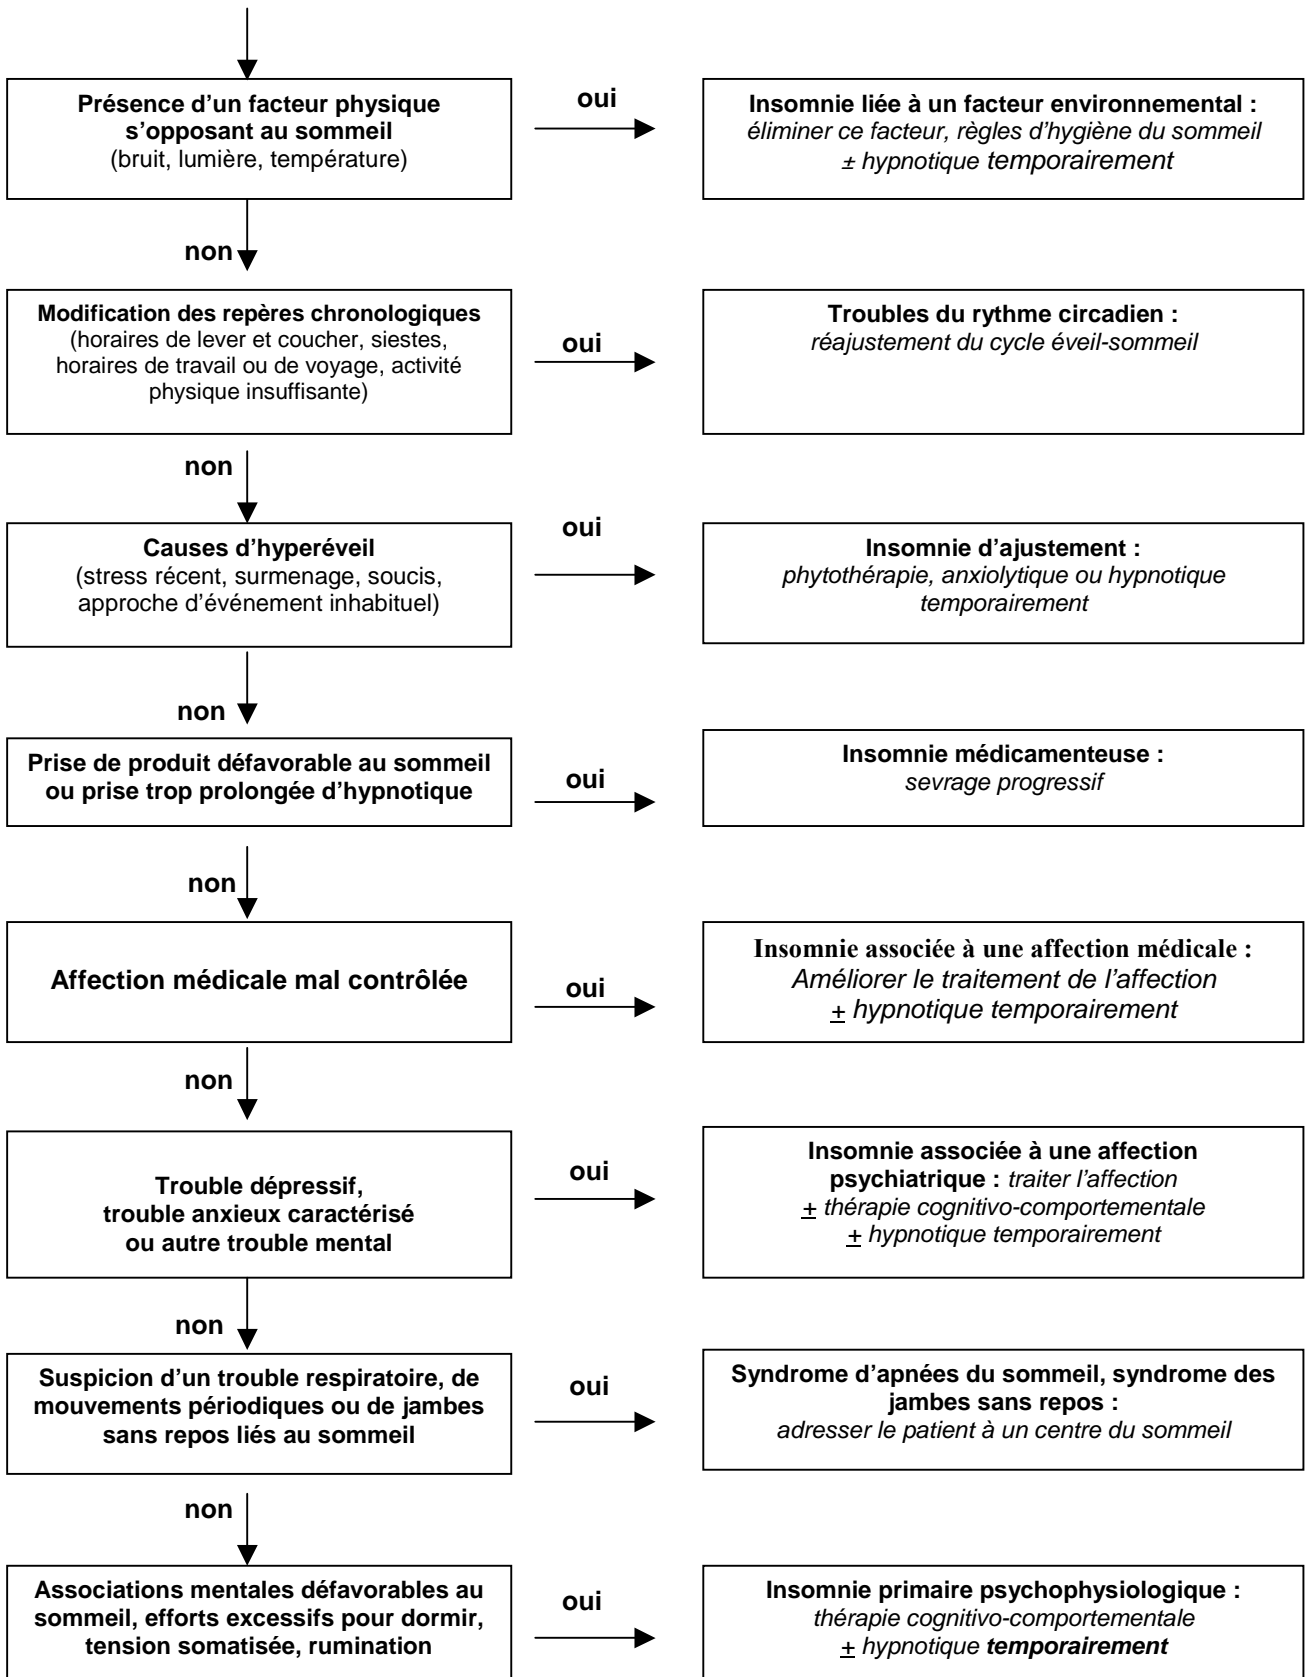 Présence d’un facteur physique
s’opposant au sommeil
(bruit, lumière, température)
oui
Insomnie liée à un facteur environnemental :
éliminer ce facteur, règles d’hygiène du sommeil
± hypnotique temporairement
non
Modification des repères chronologiques
(horaires de lever et coucher, siestes,
horaires de travail ou de voyage, activité
physique insuffisante)
oui
Troubles du rythme circadien :
réajustement du cycle éveil-sommeil
non
Causes d’hyperéveil
(stress récent, surmenage, soucis,
approche d’événement inhabituel)
oui
Insomnie d’ajustement :
phytothérapie, anxiolytique ou hypnotique
temporairement
non
Prise de produit défavorable au sommeil
ou prise trop prolongée d’hypnotique
oui
Insomnie médicamenteuse :
sevrage progressif
non
Affection médicale mal contrôlée
oui
Insomnie associée à une affection médicale :
Améliorer le traitement de l’affection
± hypnotique temporairement
non
Trouble dépressif,
trouble anxieux caractérisé
ou autre trouble mental
oui
Insomnie associée à une affection
psychiatrique : traiter l’affection
± thérapie cognitivo-comportementale
± hypnotique temporairement
non
Suspicion d’un trouble respiratoire, de
mouvements périodiques ou de jambes
sans repos liés au sommeil
oui
Syndrome d’apnées du sommeil, syndrome des
jambes sans repos :
adresser le patient à un centre du sommeil
non
Associations mentales défavorables au
sommeil, efforts excessifs pour dormir,
tension somatisée, rumination
oui
Insomnie primaire psychophysiologique :
thérapie cognitivo-comportementale
± hypnotique temporairement